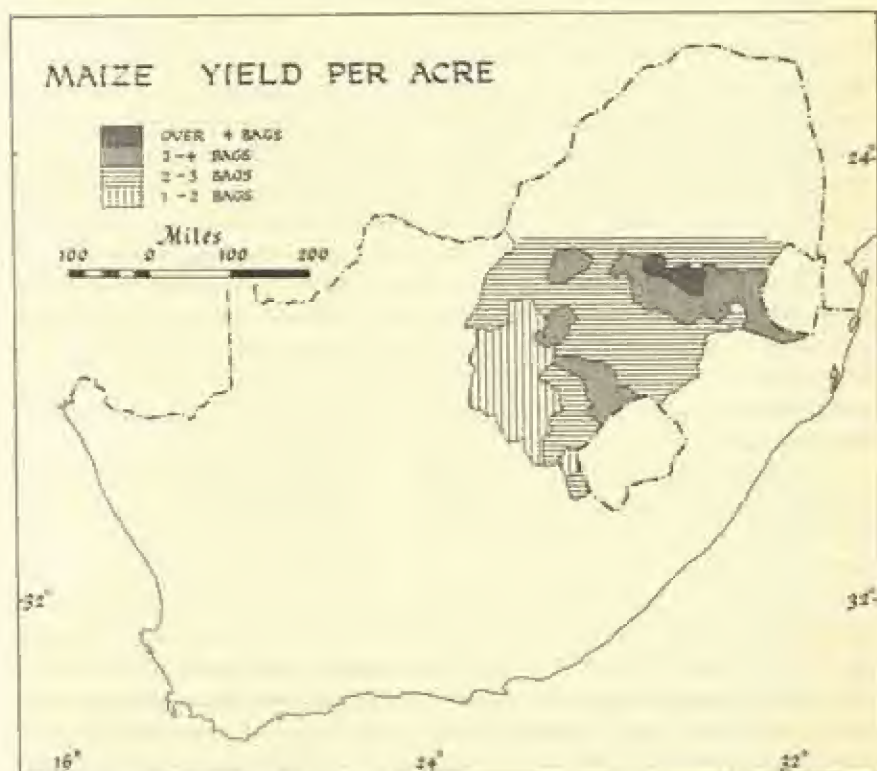 MAIZE YIELD PER ACRE
OVER 4 BAGS
3-4 BAGS
2-3 BAGS
1-2 BAGS
Miles
100 0 100 200
24°
32°
32°
16°
24°
32°